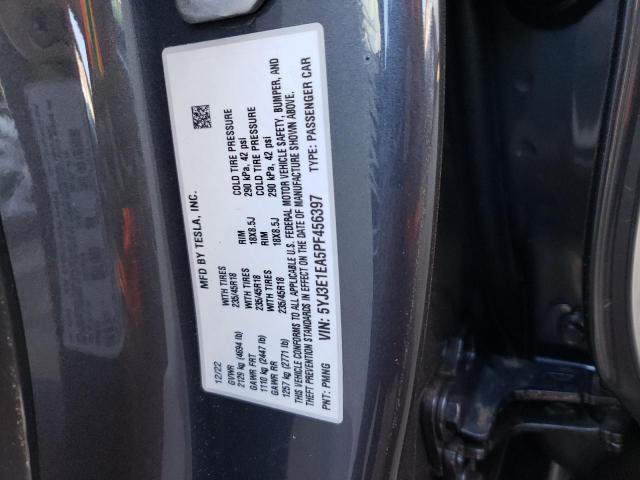 MFD BY TESLA, INC.
12/22
GVWR
2129 kg (4694 lb)
GAWR FRT WITH TIRES RIM COLD TIRE PRESSURE
1110 kg (2447 lb) 235/45R18 18X8.5J 290 kPa, 42 psi
GAWR RR WITH TIRES RIM COLD TIRE PRESSURE
1257 kg (2771 lb) 235/45R18 18X8.5J 290 kPa, 42 psi
THIS VEHICLE CONFORMS TO ALL APPLICABLE U.S. FEDERAL MOTOR VEHICLE SAFETY, BUMPER, AND
THEFT PREVENTION STANDARDS IN EFFECT ON THE DATE OF MANUFACTURE SHOWN ABOVE.
VIN: 5YJ3E1EA5PF456397 TYPE: PASSENGER CAR
PNT: PMNG